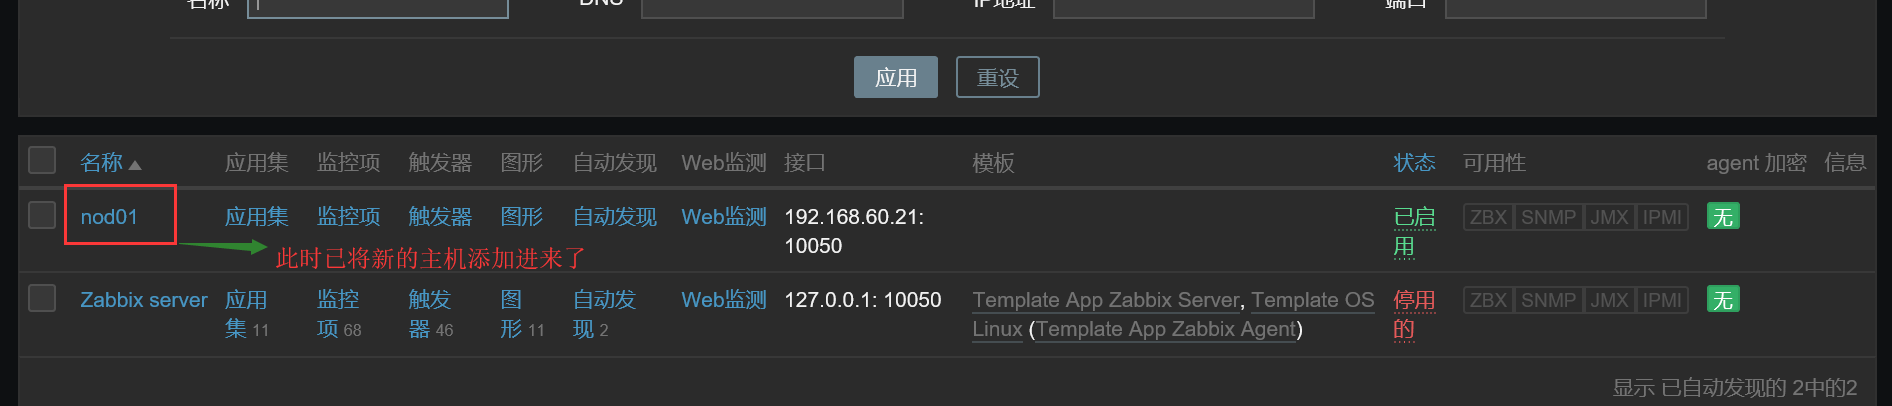 名称 DNS IP地址 端口
应用 重设
名称 应用集 监控项 触发器 图形 自动发现 Web监测 接口 模板 状态 可用性 agent 加密 信息
nod01 应用集 监控项 触发器 图形 自动发现 Web监测 192.168.60.21: 10050 已启用 ZBX SNMP JMX IPMI 无
此时已将新的主机添加进来了
Zabbix server 应用集 11 监控项 68 触发器 46 图形 11 自动发现 2 Web监测 127.0.0.1: 10050 Template App Zabbix Server, Template OS Linux (Template App Zabbix Agent) 停用的 ZBX SNMP JMX IPMI 无
显示 已自动发现的 2中的2